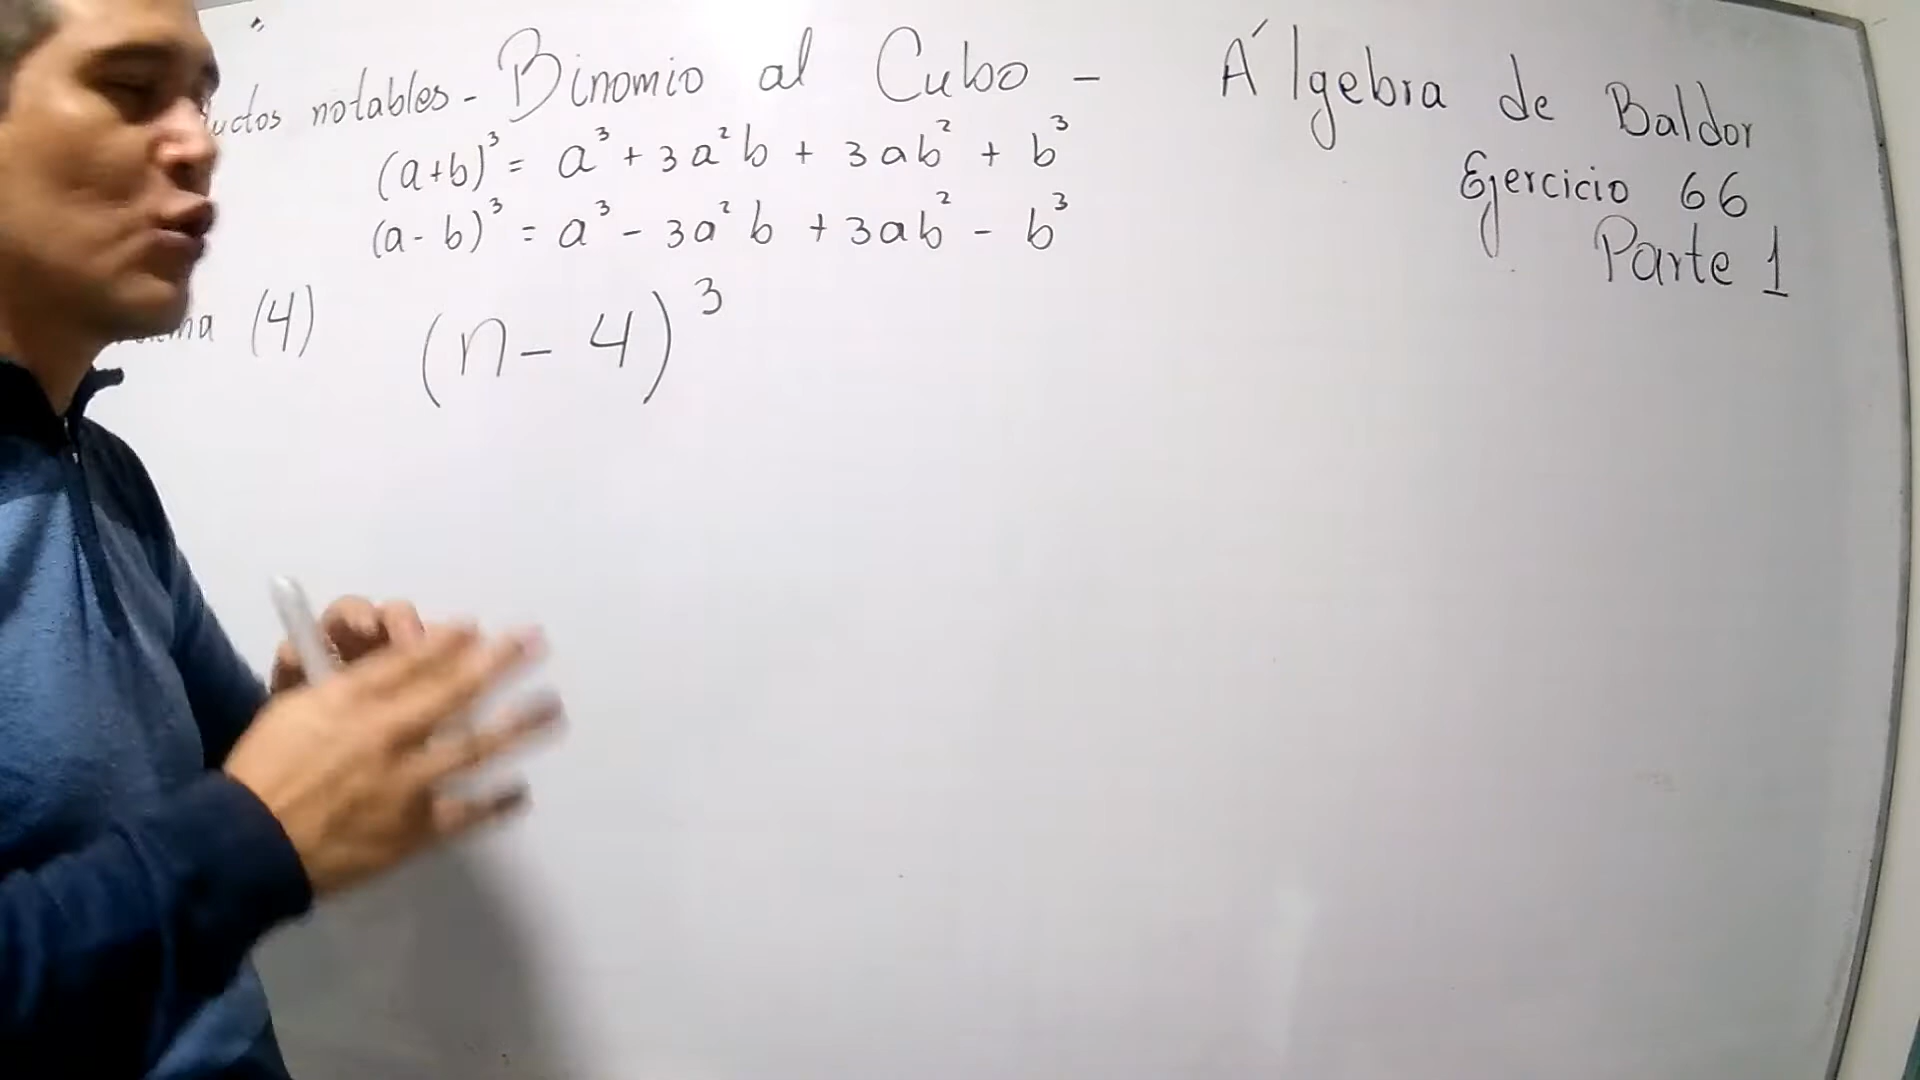 notables - Binomio al Cubo - Álgebra de Baldor
(a+b)³ = a³ + 3a²b + 3ab² + b³
Ejercicio 66
(a-b)³ = a³ - 3a²b + 3ab² - b³
Parte 1
(4) (n-4)³